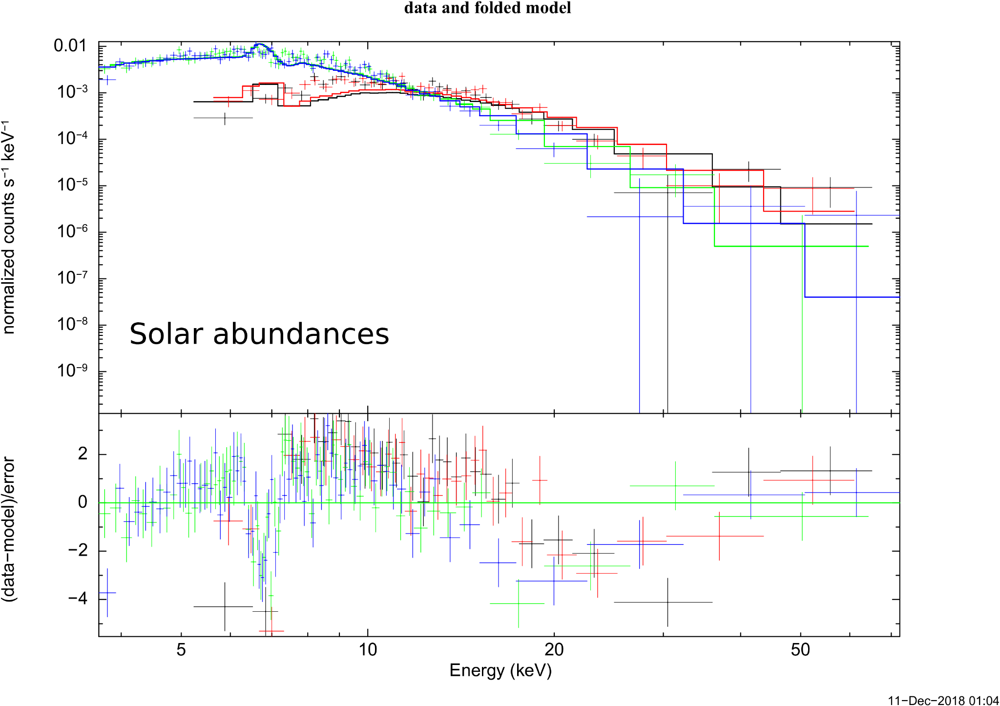 data and folded model
normalized counts s⁻¹ keV⁻¹
0.01
10⁻³
10⁻⁴
10⁻⁵
10⁻⁶
10⁻⁷
10⁻⁸
10⁻⁹
Solar abundances
(data−model)/error
2
0
−2
−4
5 10 20 50
Energy (keV)
11−Dec−2018 01:04